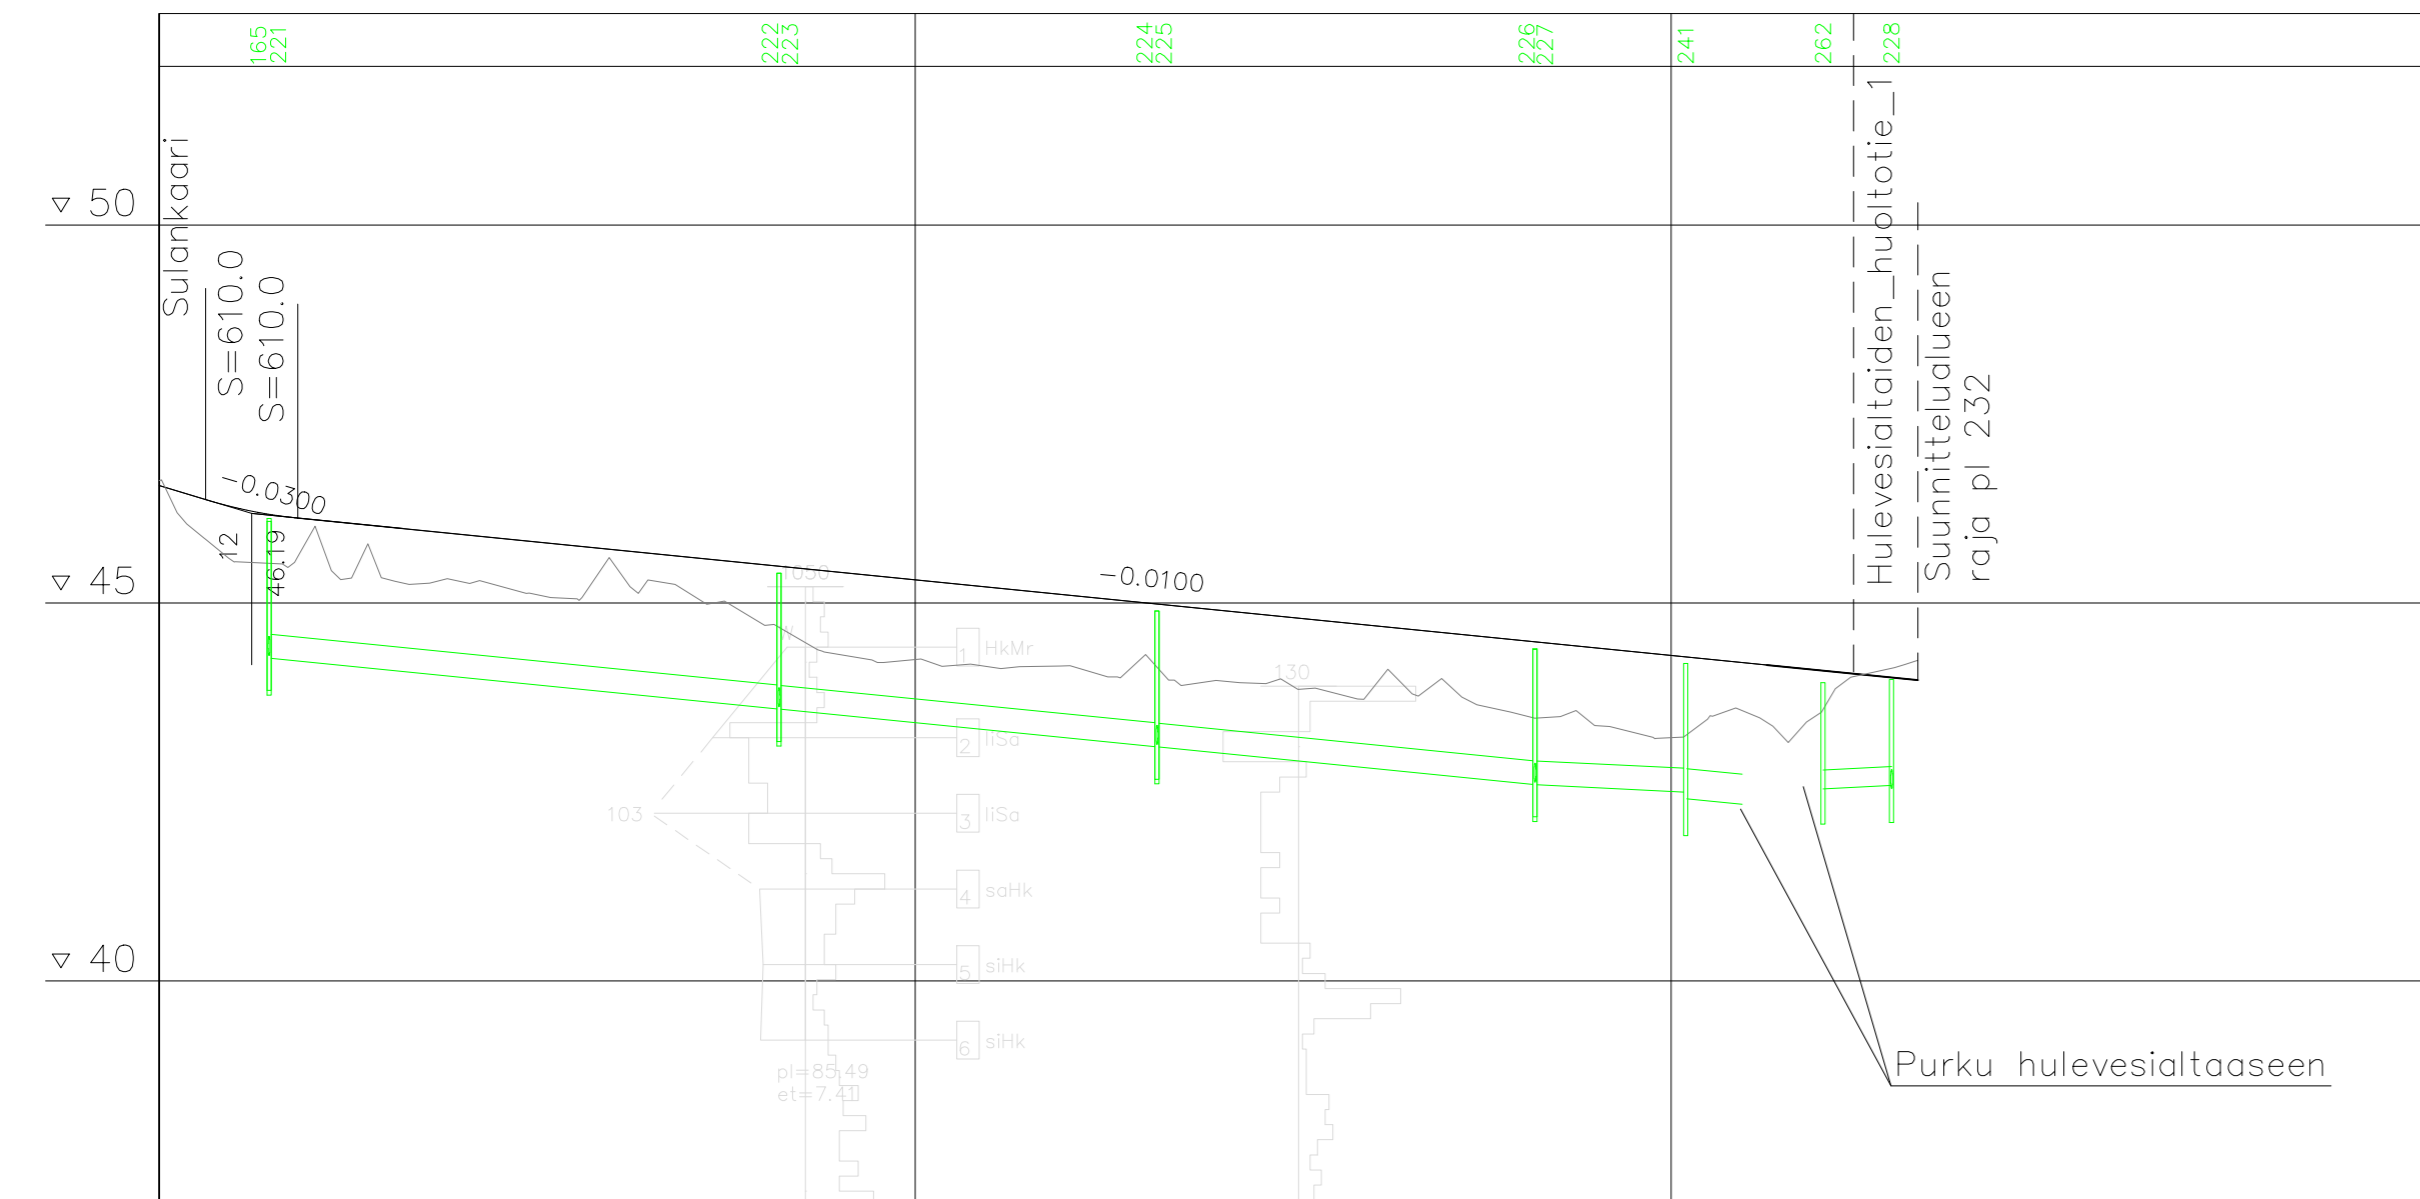 165
221
222
223
224
225
226
227
241
262
228
Sulankaari
S=610.0
S=610.0
Hulevesialtaiden_huoltotie_1
Suunnittelualueen
raja pl 232
50
45
40
-0.0300
12
46.19
-0.0100
1050
W
1 HkMr
2 liSa
3 liSa
4 saHk
5 siHk
6 siHk
103
130
pl=85.49
et=7.41
Purku hulevesialtaaseen